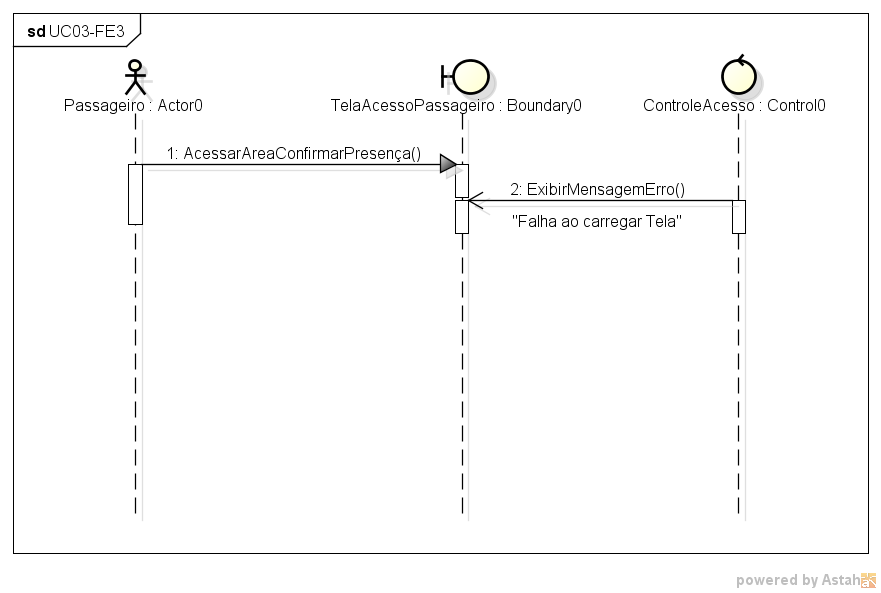 sd UC03-FE3
Passageiro : Actor0
TelaAcessoPassageiro : Boundary0
ControleAcesso : Control0
1: AcessarAreaConfirmarPresença()
2: ExibirMensagemErro()
"Falha ao carregar Tela"
powered by Astah